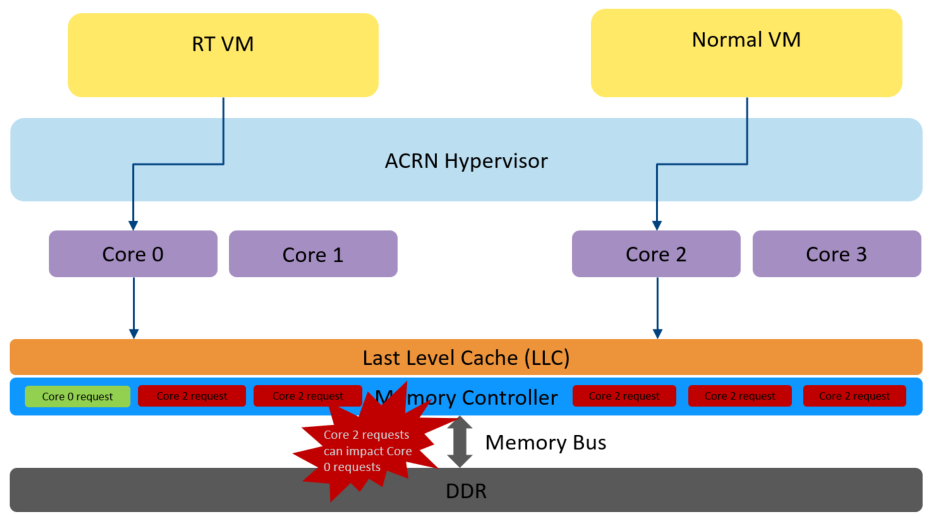 RT VM
Normal VM
ACRN Hypervisor
Core 0
Core 1
Core 2
Core 3
Last Level Cache (LLC)
Core 0 request
Core 2 request
Core 2 request
Memory Controller
Core 2 request
Core 2 request
Core 2 request
Core 2 requests
can impact Core
0 requests
Memory Bus
DDR